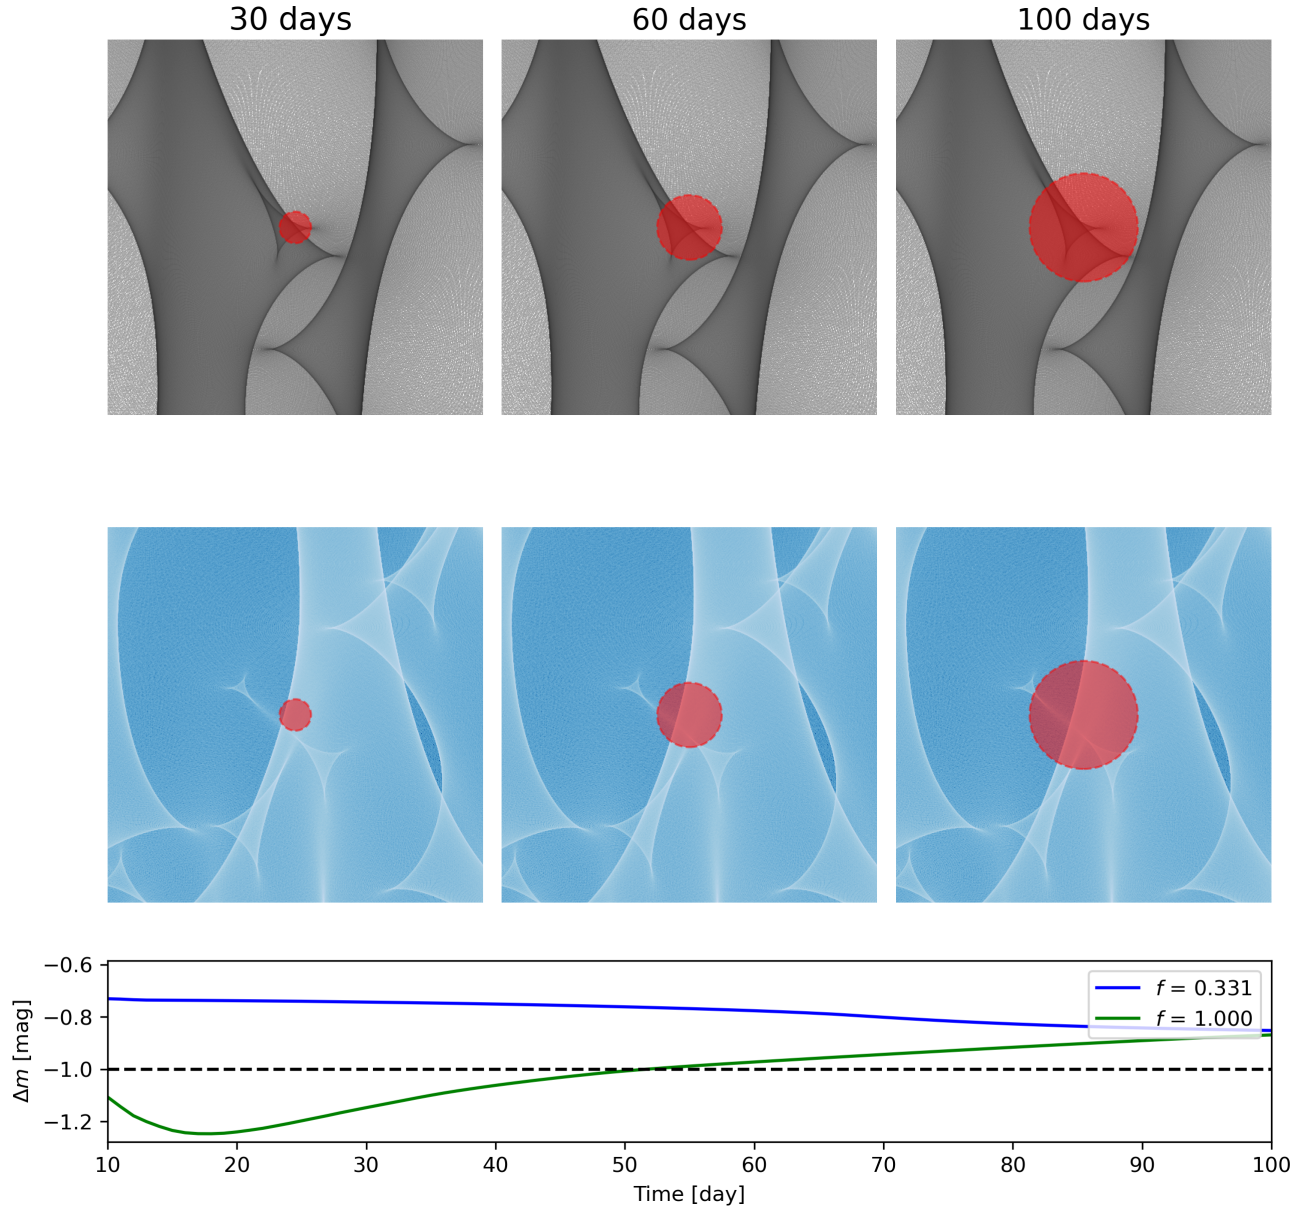 30 days 60 days 100 days
−0.6
−0.8
−1.0
−1.2
Δm [mag]
f = 0.331
f = 1.000
10 20 30 40 50 60 70 80 90 100
Time [day]